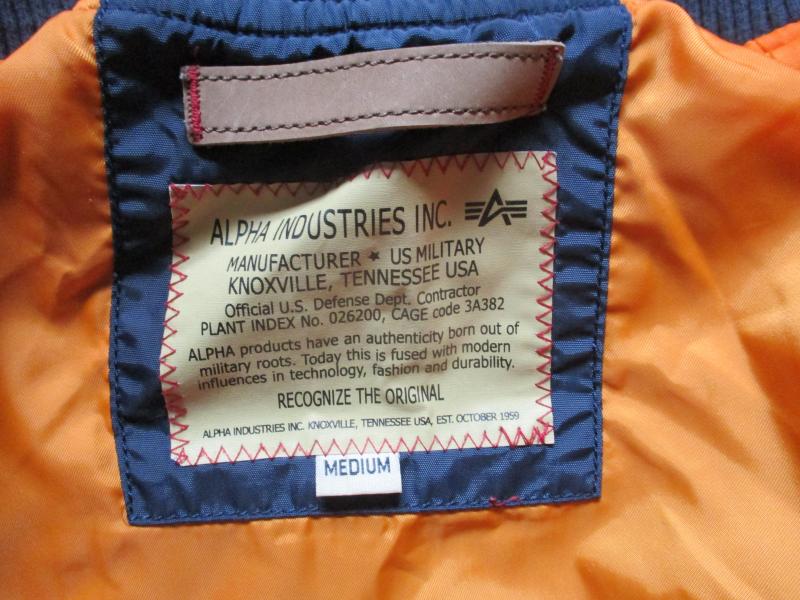 ALPHA INDUSTRIES INC.
MANUFACTURER ★ US MILITARY
KNOXVILLE, TENNESSEE USA
Official U.S. Defense Dept. Contractor
PLANT INDEX No. 026200, CAGE code 3A382
ALPHA products have an authenticity born out of
military roots. Today this is fused with modern
influences in technology, fashion and durability.
RECOGNIZE THE ORIGINAL
ALPHA INDUSTRIES INC. KNOXVILLE, TENNESSEE USA, EST. OCTOBER 1959
MEDIUM